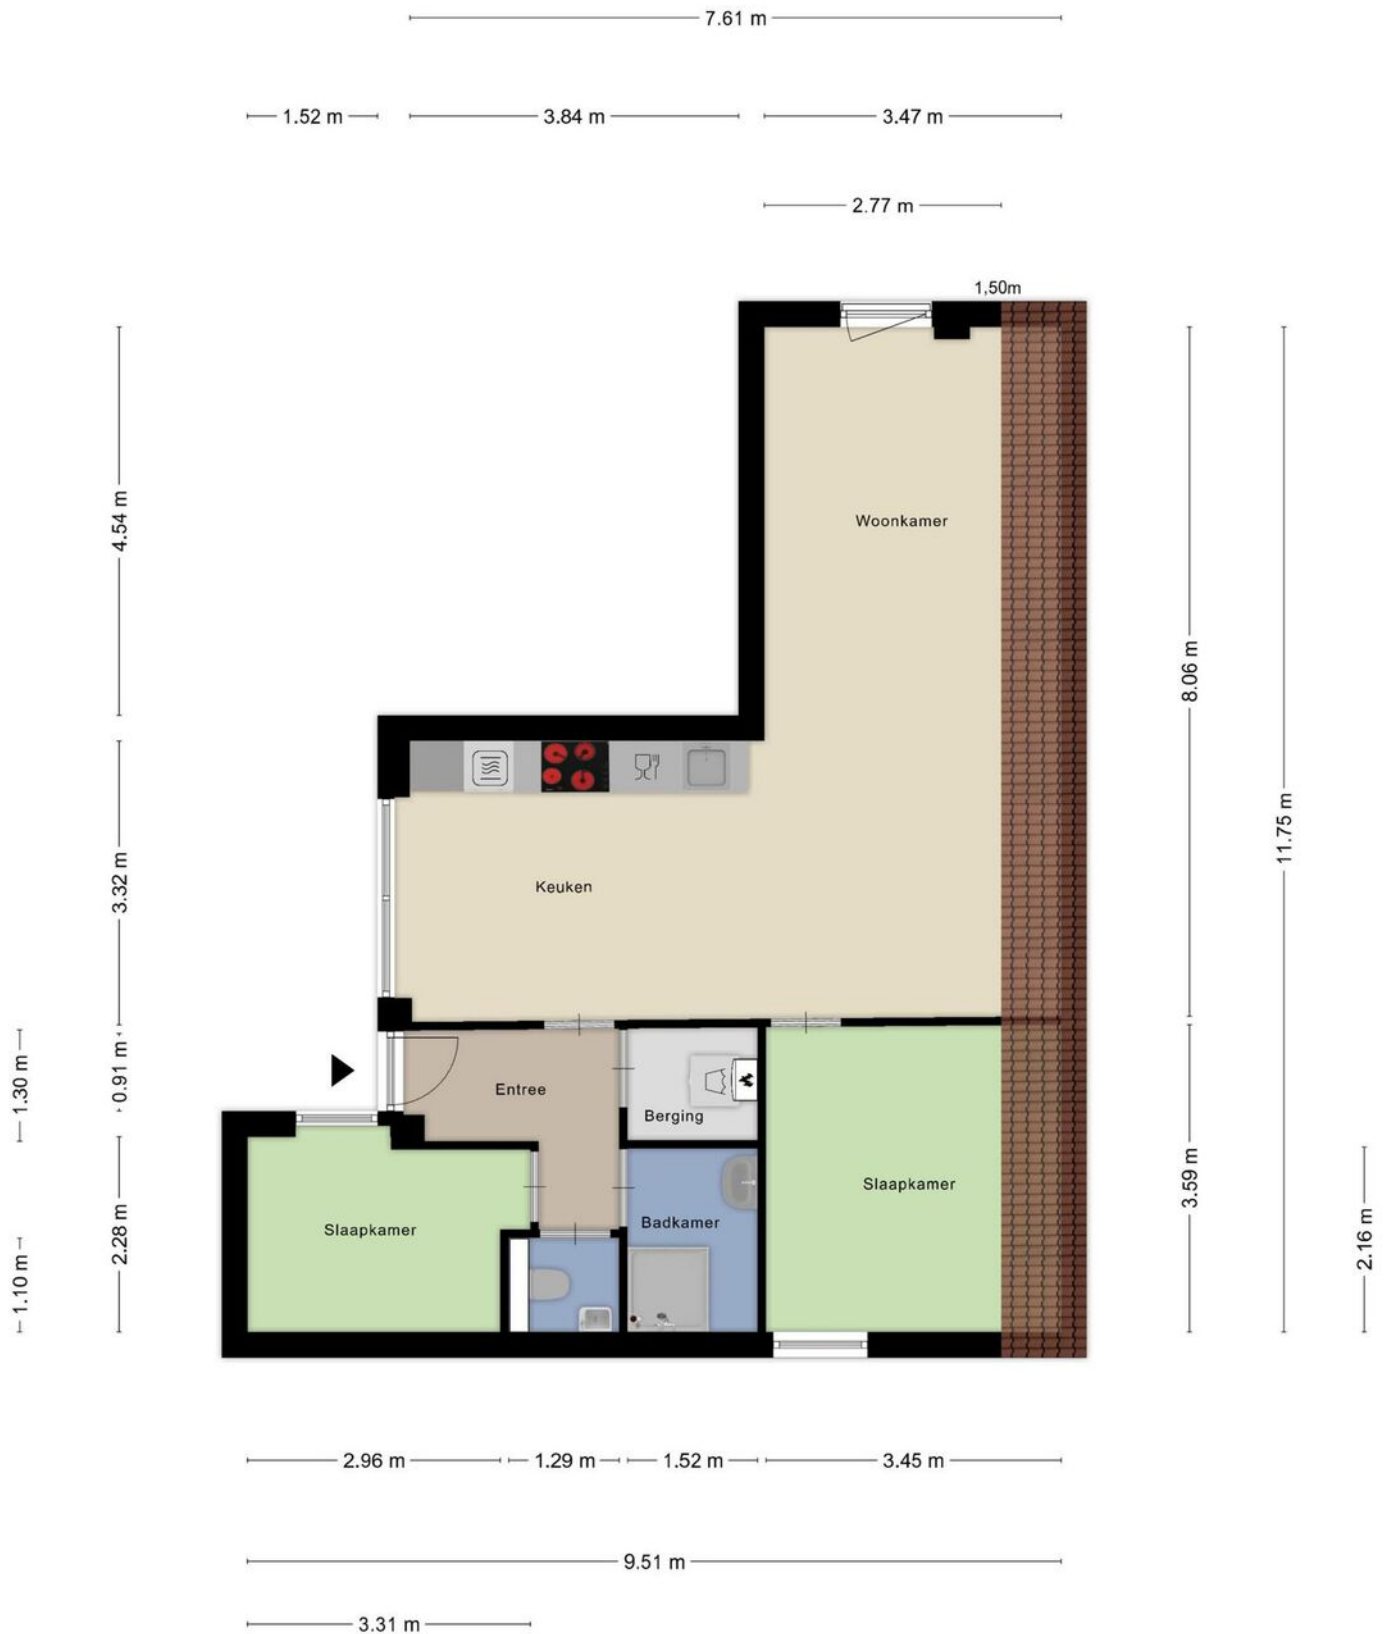 7.61 m
1.52 m
3.84 m
3.47 m
2.77 m
1,50m
4.54 m
Woonkamer
8.06 m
11.75 m
3.32 m
Keuken
1.30 m
0.91 m
Entree
Berging
3.59 m
Slaapkamer
2.28 m
Slaapkamer
Badkamer
2.16 m
1.10 m
2.96 m
1.29 m
1.52 m
3.45 m
9.51 m
3.31 m